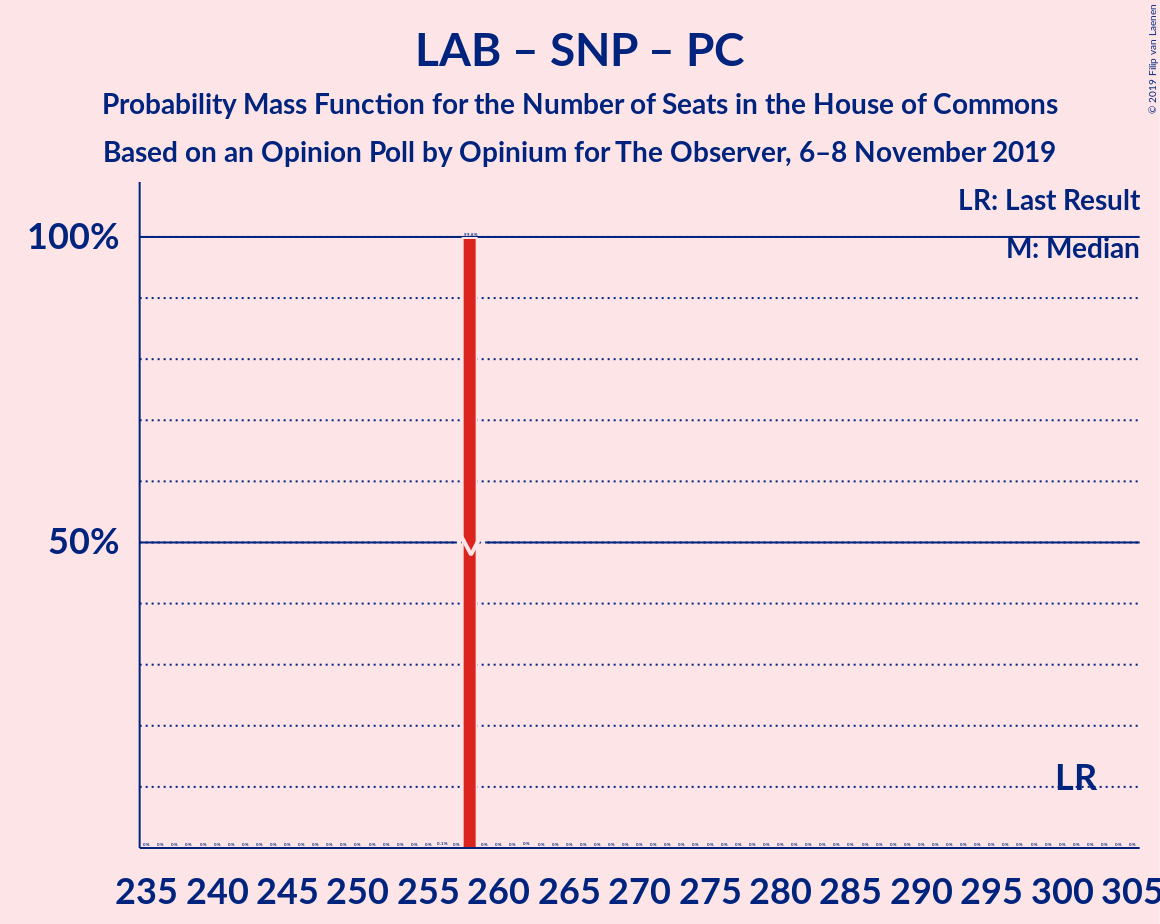 LAB – SNP – PC
Probability Mass Function for the Number of Seats in the House of Commons
Based on an Opinion Poll by Opinium for The Observer, 6–8 November 2019
© 2019 Filip van Laenen
LR: Last Result
M: Median
100%
50%
M
LR
235 240 245 250 255 260 265 270 275 280 285 290 295 300 305